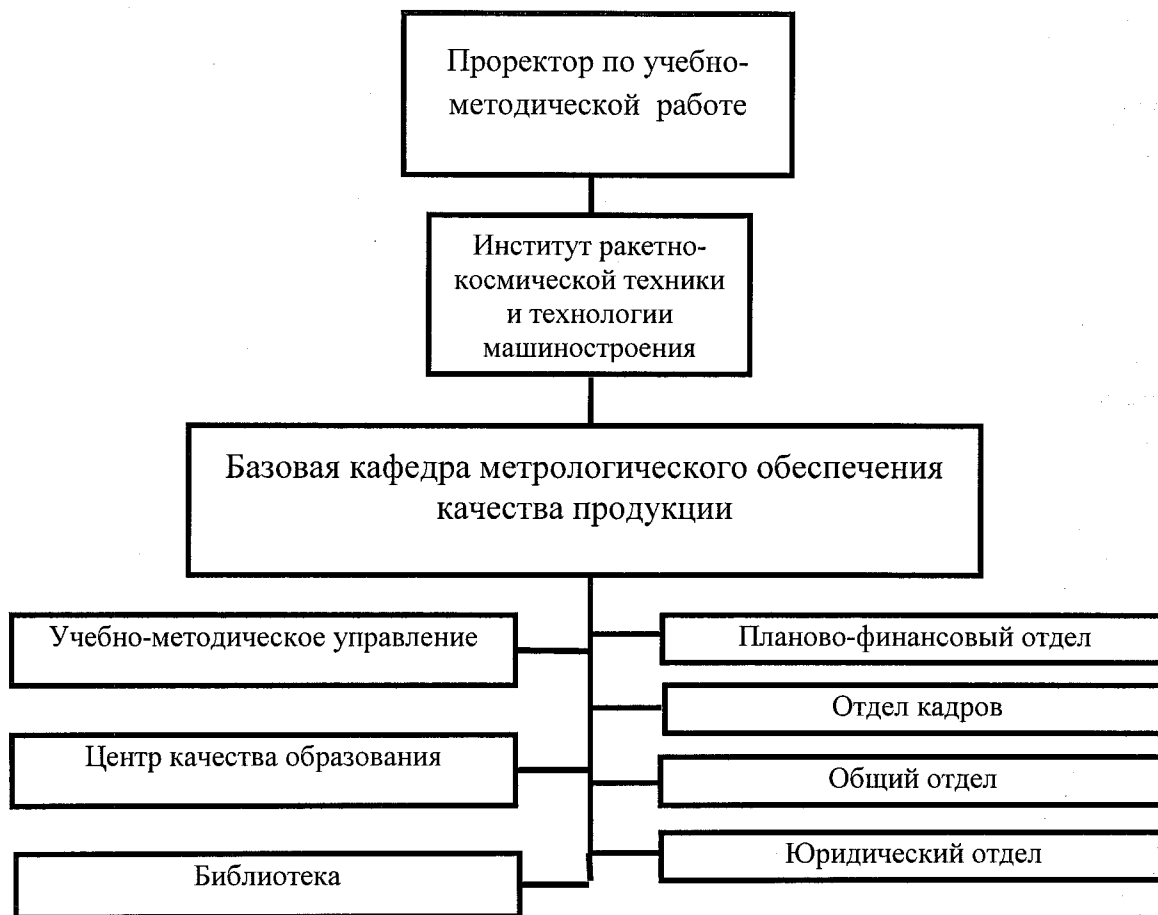 Проректор по учебно-
методической работе
Институт ракетно-
космической техники
и технологии
машиностроения
Базовая кафедра метрологического обеспечения
качества продукции
Учебно-методическое управление
Планово-финансовый отдел
Отдел кадров
Центр качества образования
Общий отдел
Юридический отдел
Библиотека